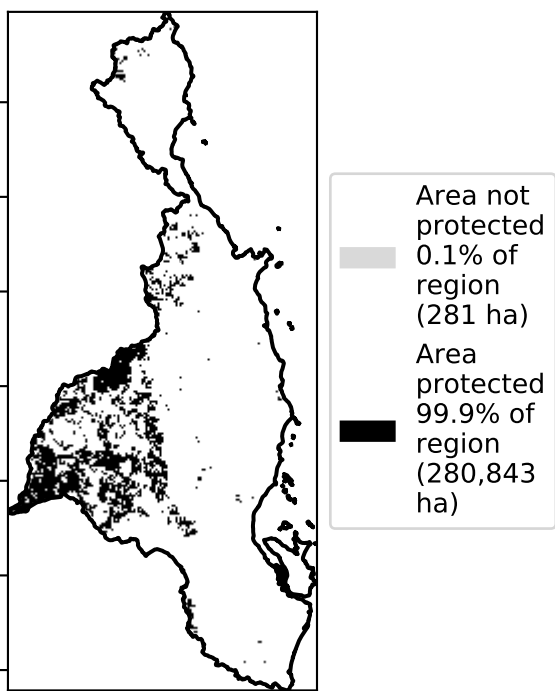 Area not
protected
0.1% of
region
(281 ha)
Area
protected
99.9% of
region
(280,843
ha)